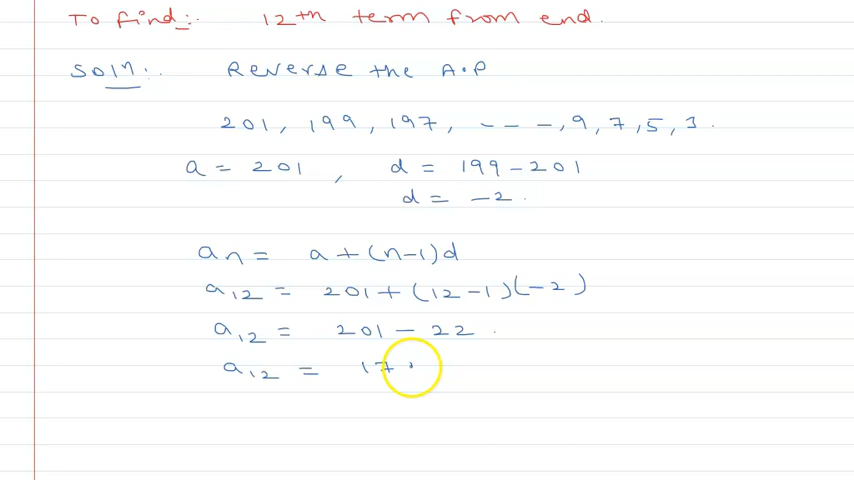 To find:. 12th term from end.
Soln:. Reverse the A.P
201, 199, 197, - - -, 9, 7, 5, 3.
a = 201, d = 199-201
d = -2.
an = a+(n-1)d
a12 = 201+(12-1)(-2)
a12 = 201-22.
a12 = 17